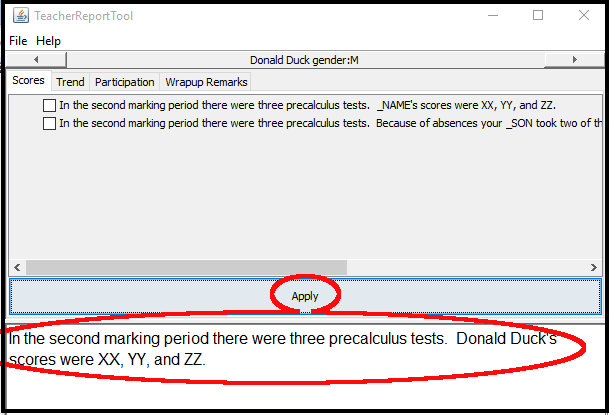 TeacherReportTool
File Help
Donald Duck gender:M
Scores Trend Participation Wrapup Remarks
In the second marking period there were three precalculus tests.  _NAME's scores were XX, YY, and ZZ.
In the second marking period there were three precalculus tests.  Because of absences your _SON took two of th
Apply
In the second marking period there were three precalculus tests.  Donald Duck's
scores were XX, YY, and ZZ.